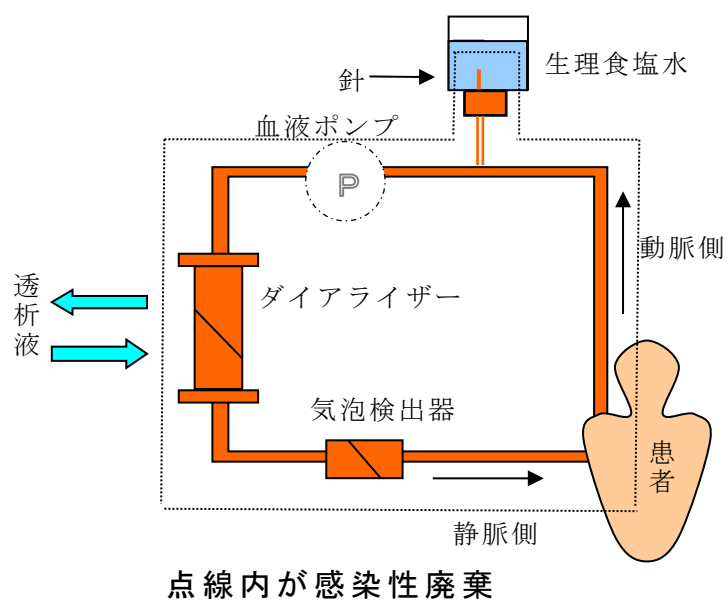 生理食塩水
針
血液ポンプ
P
動脈側
透析液
ダイアライザー
気泡検出器
患者
静脈側
点線内が感染性廃棄